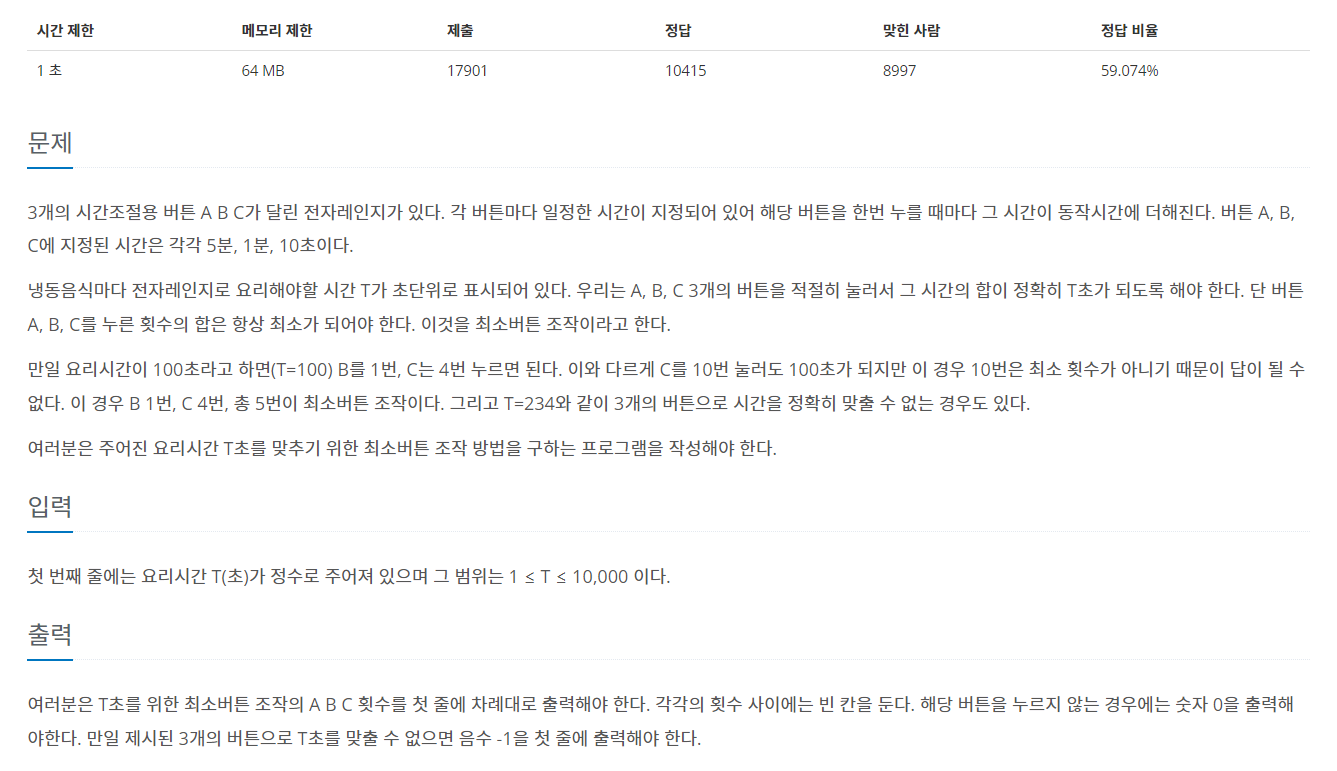 시간 제한 메모리 제한 제출 정답 맞힌 사람 정답 비율
1 초 64 MB 17901 10415 8997 59.074%
문제
3개의 시간조절용 버튼 A B C가 달린 전자레인지가 있다. 각 버튼마다 일정한 시간이 지정되어 있어 해당 버튼을 한번 누를 때마다 그 시간이 동작시간에 더해진다. 버튼 A, B,
C에 지정된 시간은 각각 5분, 1분, 10초이다.
냉동음식마다 전자레인지로 요리해야할 시간 T가 초단위로 표시되어 있다. 우리는 A, B, C 3개의 버튼을 적절히 눌러서 그 시간의 합이 정확히 T초가 되도록 해야 한다. 단 버튼
A, B, C를 누른 횟수의 합은 항상 최소가 되어야 한다. 이것을 최소버튼 조작이라고 한다.
만일 요리시간이 100초라고 하면(T=100) B를 1번, C는 4번 누르면 된다. 이와 다르게 C를 10번 눌러도 100초가 되지만 이 경우 10번은 최소 횟수가 아니기 때문이 답이 될 수
없다. 이 경우 B 1번, C 4번, 총 5번이 최소버튼 조작이다. 그리고 T=234와 같이 3개의 버튼으로 시간을 정확히 맞출 수 없는 경우도 있다.
여러분은 주어진 요리시간 T초를 맞추기 위한 최소버튼 조작 방법을 구하는 프로그램을 작성해야 한다.
입력
첫 번째 줄에는 요리시간 T(초)가 정수로 주어져 있으며 그 범위는 1 ≤ T ≤ 10,000 이다.
출력
여러분은 T초를 위한 최소버튼 조작의 A B C 횟수를 첫 줄에 차례대로 출력해야 한다. 각각의 횟수 사이에는 빈 칸을 둔다. 해당 버튼을 누르지 않는 경우에는 숫자 0을 출력해
야한다. 만일 제시된 3개의 버튼으로 T초를 맞출 수 없으면 음수 -1을 첫 줄에 출력해야 한다.